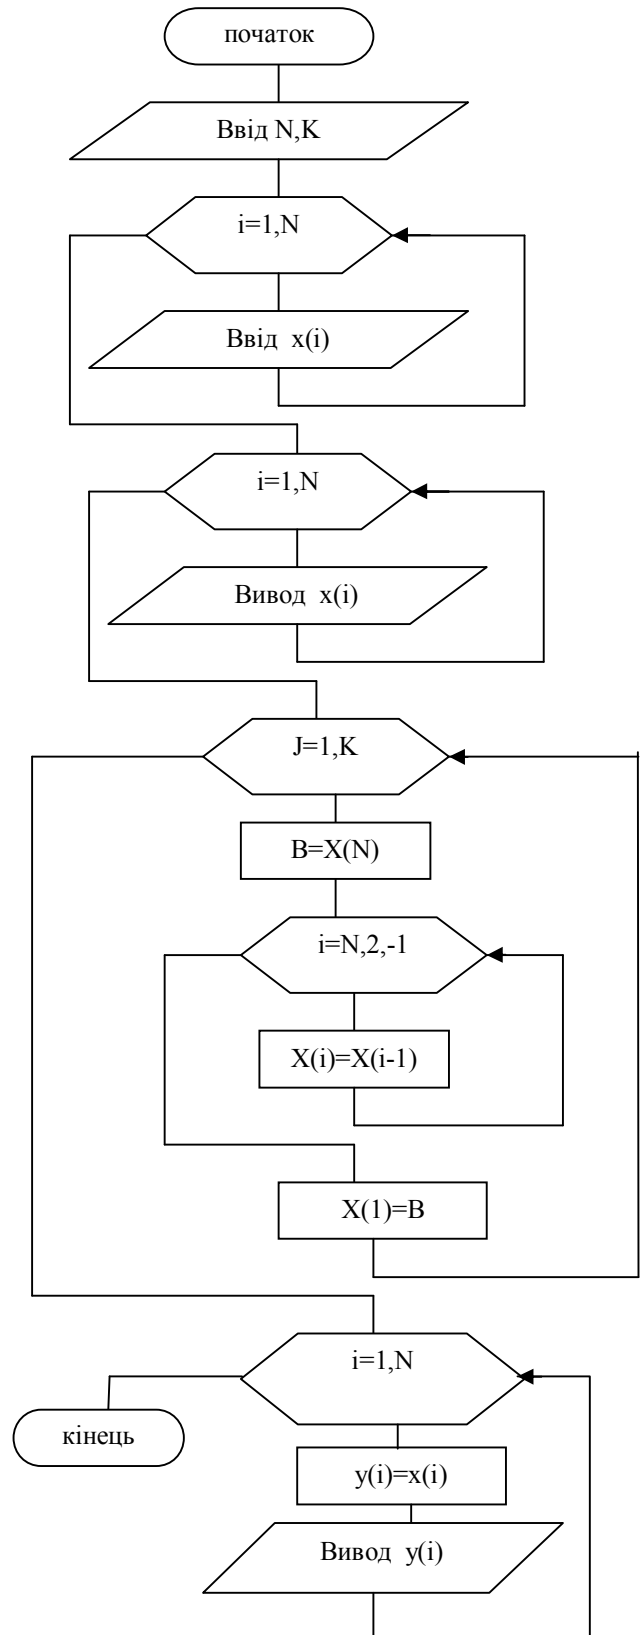 початок
Ввід N,K
i=1,N
Ввід x(i)
i=1,N
Вивод x(i)
J=1,K
B=X(N)
i=N,2,-1
X(i)=X(i-1)
X(1)=B
i=1,N
кінець
y(i)=x(i)
Вивод y(i)